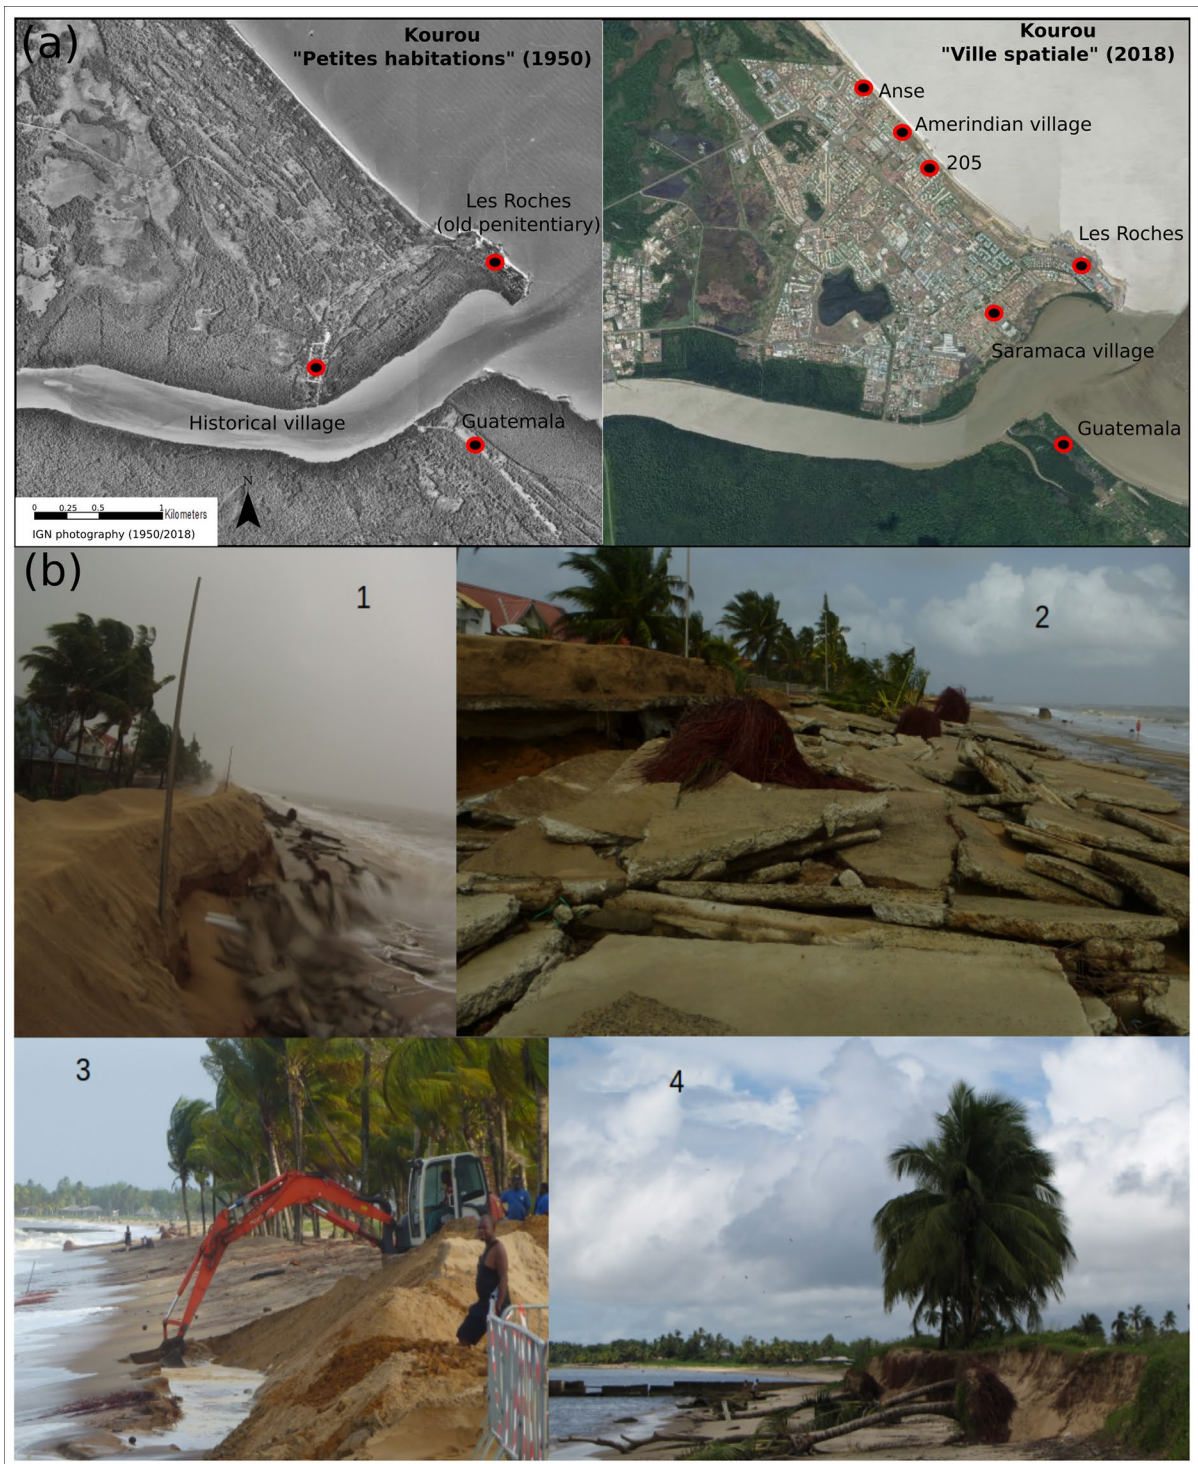 (a)
Kourou
"Petites habitations" (1950)
Les Roches
(old penitentiary)
Historical village
Guatemala
N
0 0.25 0.5 1
Kilometers
IGN photography (1950/2018)
Kourou
"Ville spatiale" (2018)
Anse
Amerindian village
205
Les Roches
Saramaca village
Guatemala
(b)
1
2
3
4